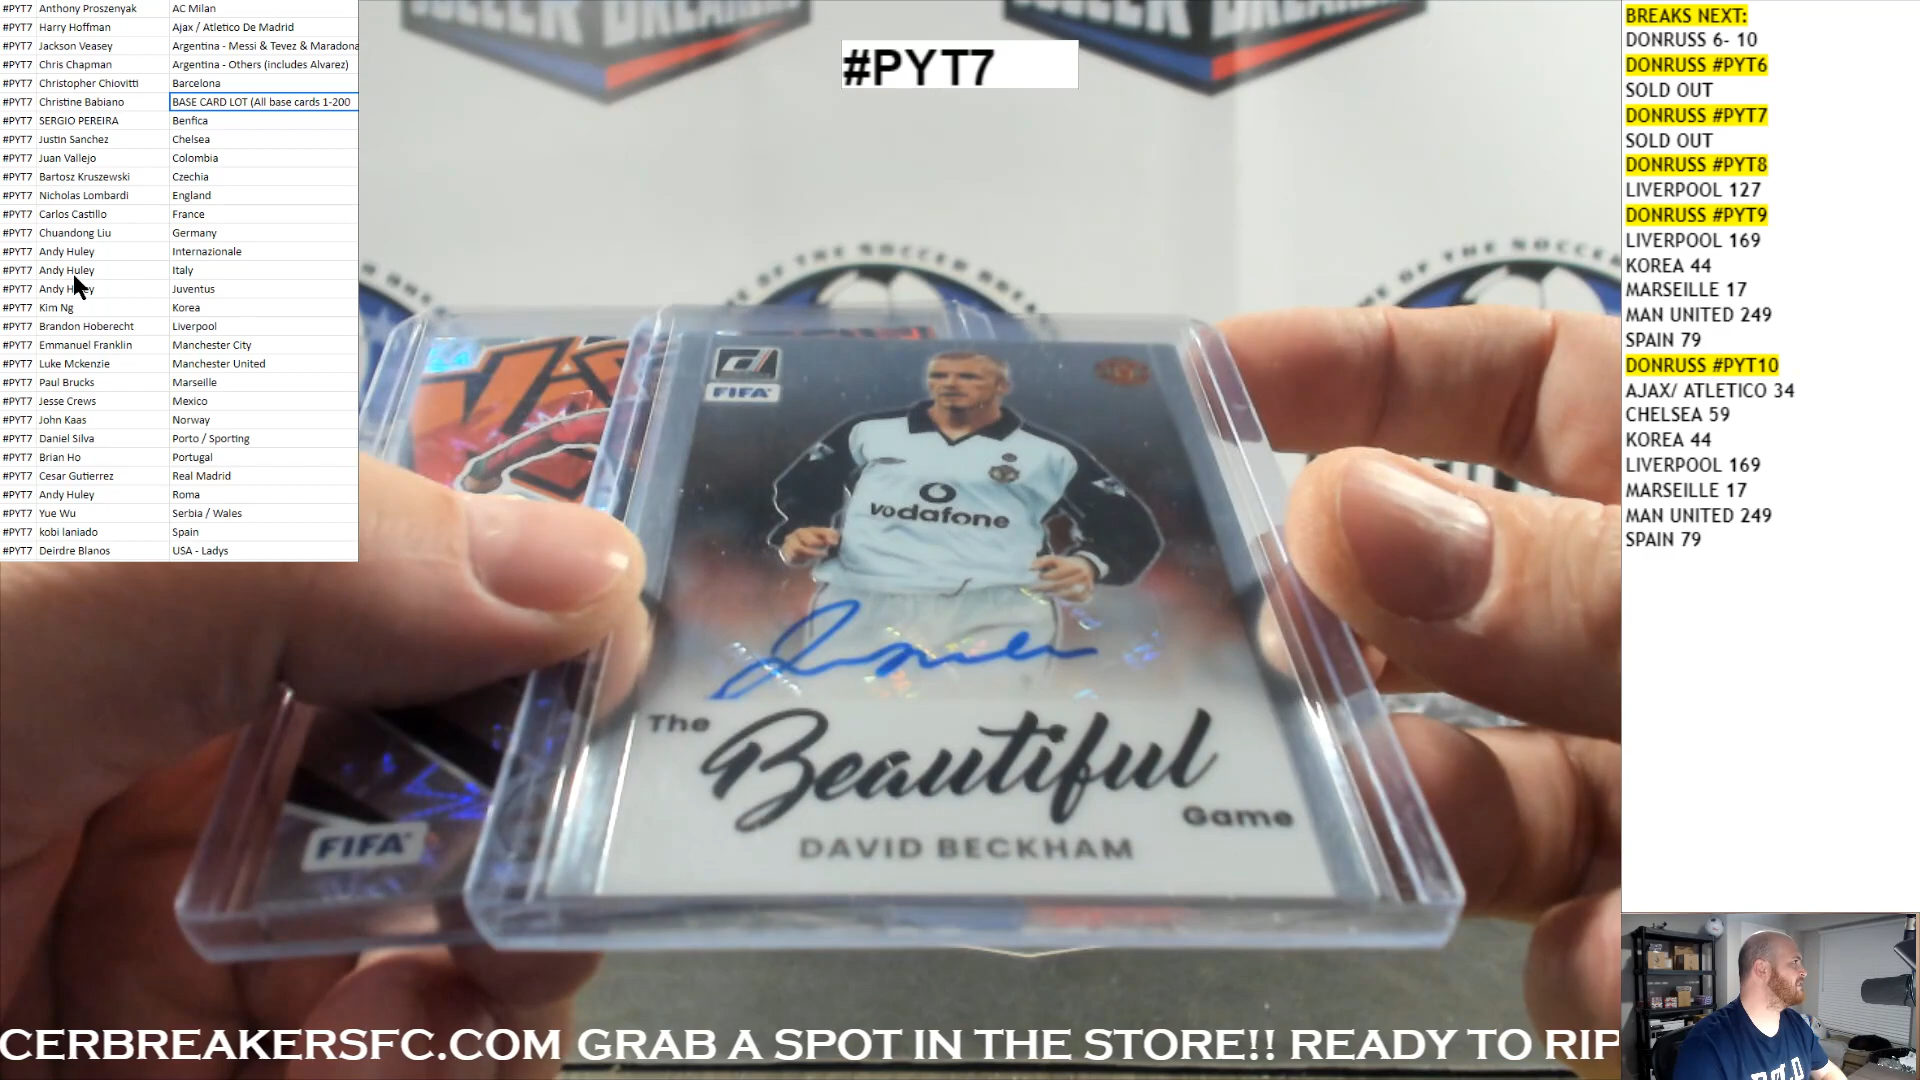 #PYT7 Anthony Proszenyak AC Milan
#PYT7 Harry Hoffman Ajax / Atletico De Madrid
#PYT7 Jackson Veasey Argentina - Messi & Tevez & Maradona
#PYT7 Chris Chapman Argentina - Others (includes Alvarez)
#PYT7 Christopher Chiovitti Barcelona
#PYT7 Christine Babiano BASE CARD LOT (All base cards 1-200
#PYT7 SERGIO PEREIRA Benfica
#PYT7 Justin Sanchez Chelsea
#PYT7 Juan Vallejo Colombia
#PYT7 Bartosz Kruszewski Czechia
#PYT7 Nicholas Lombardi England
#PYT7 Carlos Castillo France
#PYT7 Chuandong Liu Germany
#PYT7 Andy Huley Internazionale
#PYT7 Andy Huley Italy
#PYT7 Andy Huley Juventus
#PYT7 Kim Ng Korea
#PYT7 Brandon Hoberecht Liverpool
#PYT7 Emmanuel Franklin Manchester City
#PYT7 Luke Mckenzie Manchester United
#PYT7 Paul Brucks Marseille
#PYT7 Jesse Crews Mexico
#PYT7 John Kaas Norway
#PYT7 Daniel Silva Porto / Sporting
#PYT7 Brian Ho Portugal
#PYT7 Cesar Gutierrez Real Madrid
#PYT7 Andy Huley Roma
#PYT7 Yue Wu Serbia / Wales
#PYT7 kobi laniado Spain
#PYT7 Deirdre Blanos USA - Ladys
#PYT7
SOCCER BREAKERS
OF THE SOCCER
FIFA
vodafone
The
Beautiful
Game
DAVID BECKHAM
FIFA
BREAKS NEXT:
DONRUSS 6- 10
DONRUSS #PYT6
SOLD OUT
DONRUSS #PYT7
SOLD OUT
DONRUSS #PYT8
LIVERPOOL 127
DONRUSS #PYT9
LIVERPOOL 169
KOREA 44
MARSEILLE 17
MAN UNITED 249
SPAIN 79
DONRUSS #PYT10
AJAX/ ATLETICO 34
CHELSEA 59
KOREA 44
LIVERPOOL 169
MARSEILLE 17
MAN UNITED 249
SPAIN 79
CERBREAKERSFC.COM GRAB A SPOT IN THE STORE!! READY TO RIP